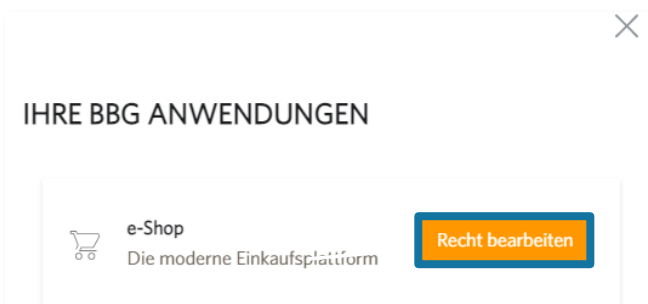 IHRE BBG ANWENDUNGEN
e-Shop
Recht bearbeiten
Die moderne Einkaufsplattform